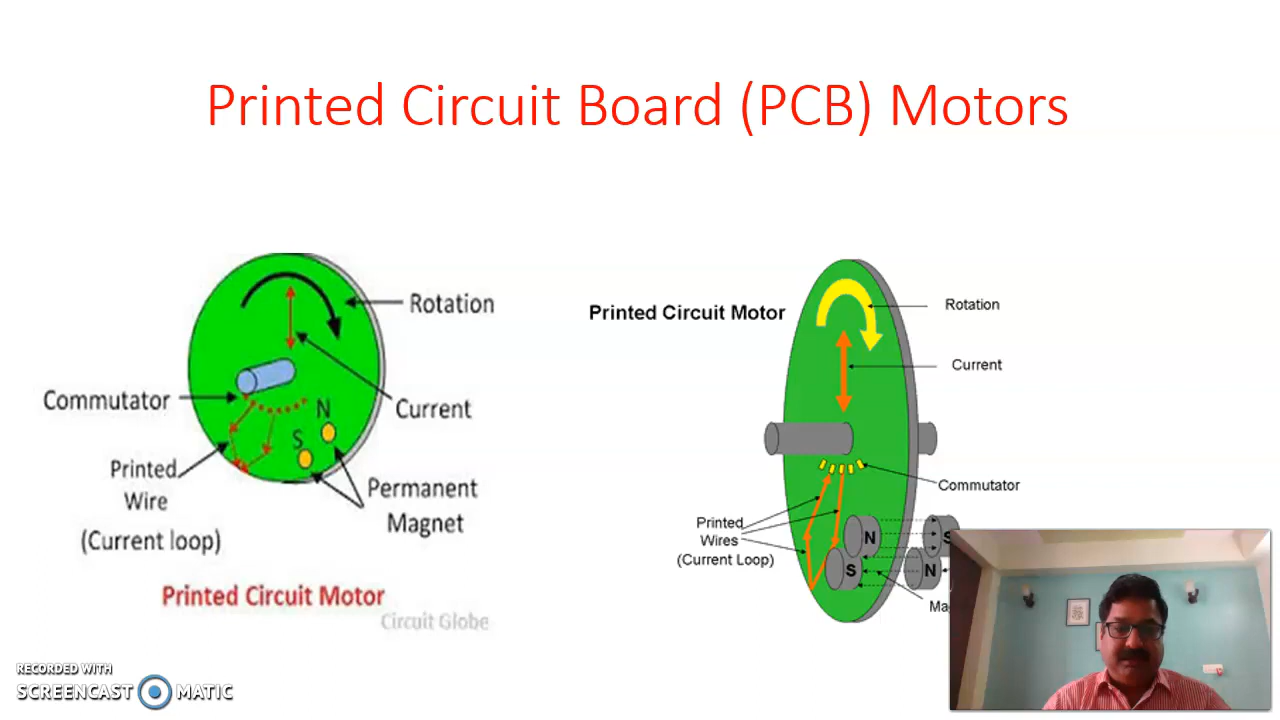 Printed Circuit Board (PCB) Motors
Rotation
Commutator
Current
N
S
Printed
Wire
(Current loop)
Permanent
Magnet
Printed Circuit Motor
Circuit Globe
Printed Circuit Motor
Rotation
Current
Commutator
Printed
Wires
(Current Loop)
N
S
S
N
RECORDED WITH
SCREENCAST MATIC